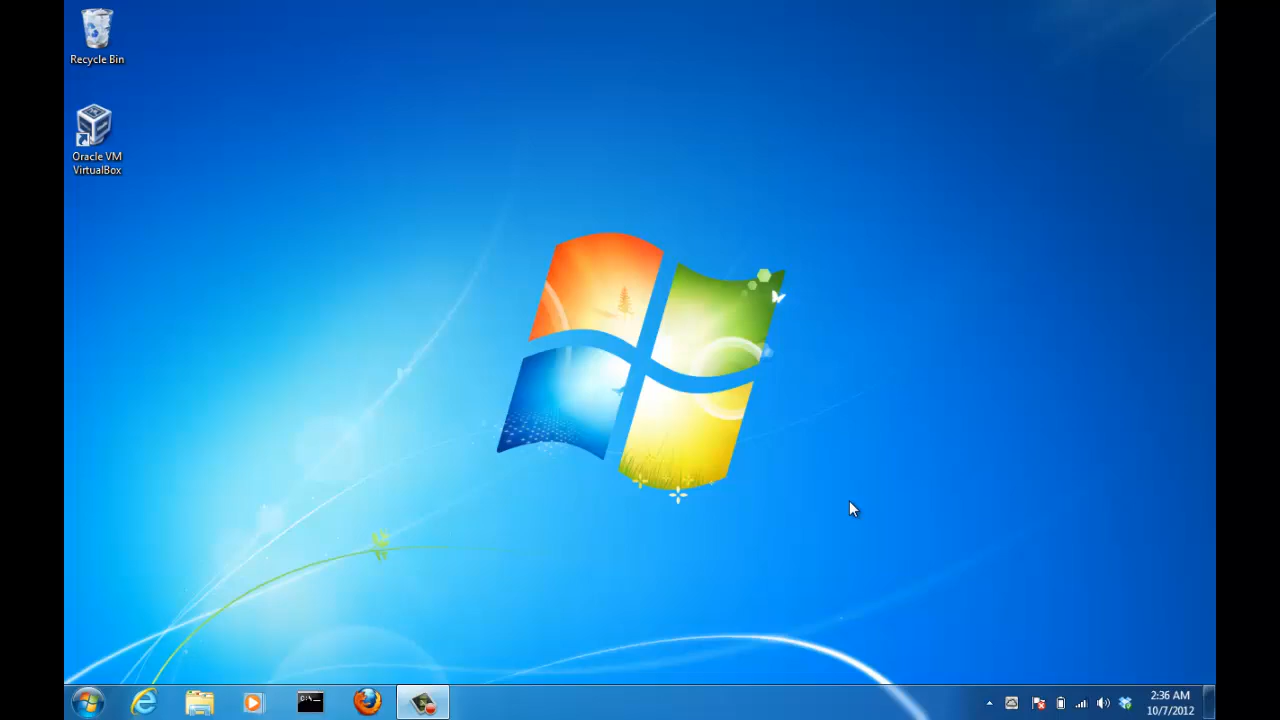 Recycle Bin
Oracle VM
VirtualBox
C:\_
2:36 AM
10/7/2012